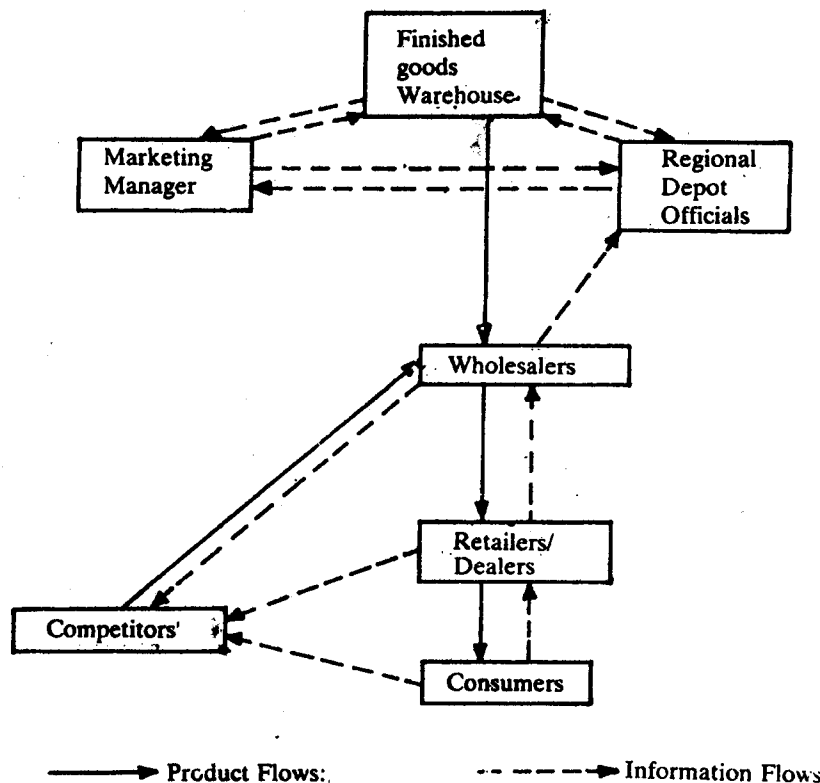 Finished
goods
Warehouse
Marketing
Manager
Regional
Depot
Officials
Wholesalers
Retailers/
Dealers
Competitors'
Consumers
Product Flows:
Information Flows